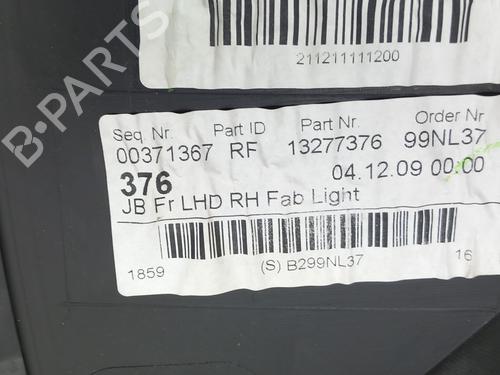 211211111200
Seq. Nr. Part ID Part Nr. Order Nr
00371367 RF 13277376 99NL37
376 04.12.09 00:00
JB Fr LHD RH Fab Light
1859 (S) B299NL37 16
B-PARTS